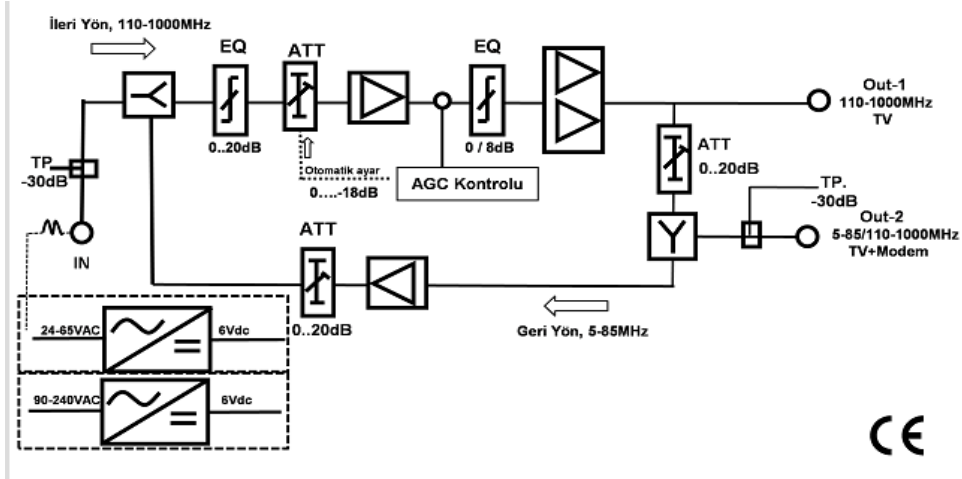 İleri Yön, 110-1000MHz
EQ
ATT
EQ
Out-1
110-1000MHz
TV
0..20dB
0 / 8dB
ATT
0..20dB
TP
-30dB
Otomatik ayar
0....-18dB
AGC Kontrolu
TP.
-30dB
Out-2
5-85/110-1000MHz
TV+Modem
IN
ATT
0..20dB
Geri Yön, 5-85MHz
24-65VAC
6Vdc
90-240VAC
6Vdc
CE